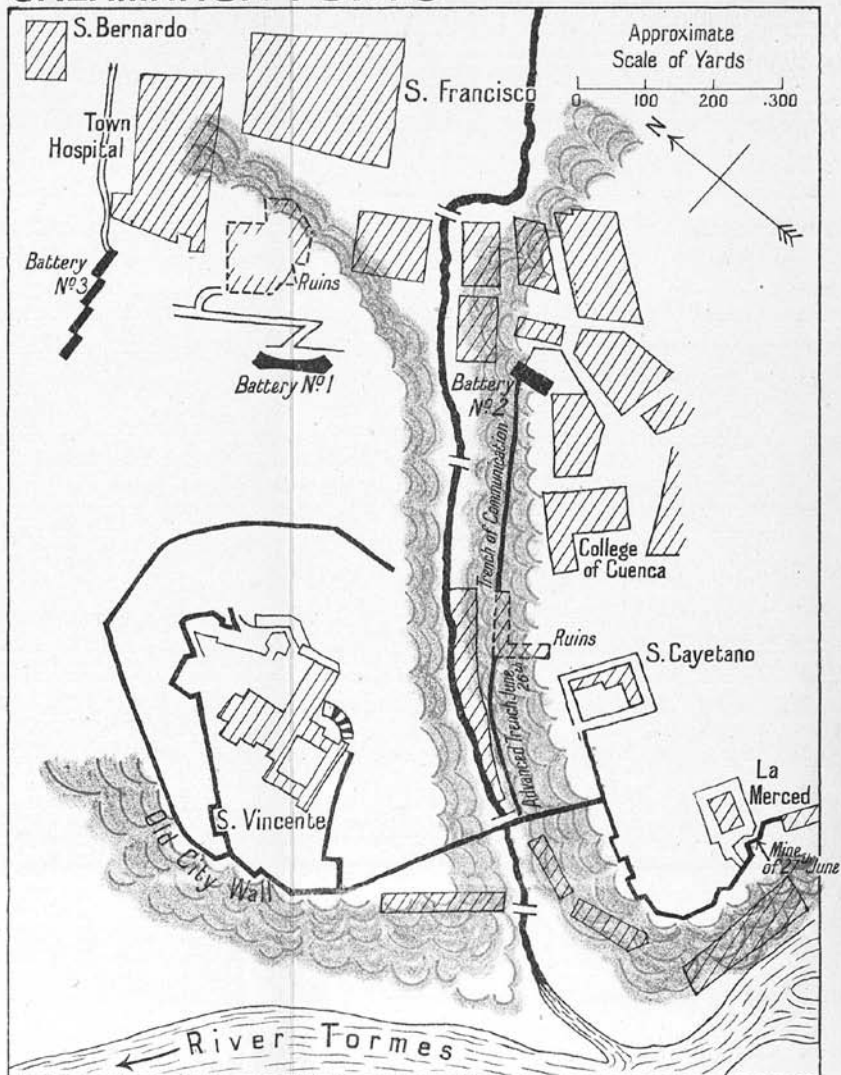 S. Bernardo
Approximate
Scale of Yards
0 100 200 300
S. Francisco
N
Town
Hospital
Battery
Nº3
Ruins
Battery Nº1
Battery
Nº2
Trench of Communication
College
of Cuenca
Ruins
S. Cayetano
Advanced Trench June
26th
La
Merced
Mine
of 27th June
S. Vincente
Old City Wall
River Tormes